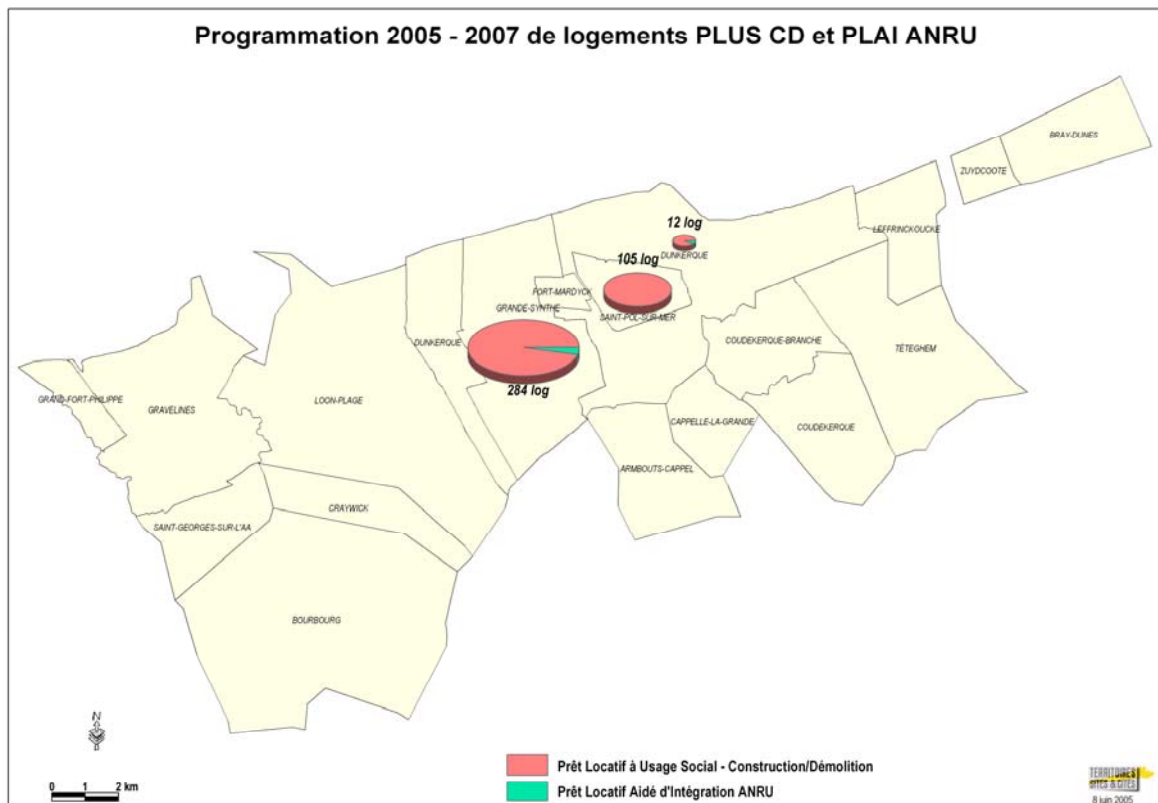 Programmation 2005 - 2007 de logements PLUS CD et PLAI ANRU
BRAY-DUNES
ZUYDCOOTE
LEFFRINCKOUCKE
12 log
DUNKERQUE
105 log
FORT-MARDYCK
GRANDE-SYNTHE
SAINT-POL-SUR-MER
DUNKERQUE
COUDEKERQUE-BRANCHE
TÉTEGHEM
284 log
GRAND-FORT-PHILIPPE
GRAVELINES
LOON-PLAGE
CAPPELLE-LA-GRANDE
COUDEKERQUE
ARMBOUTS-CAPPEL
CRAYWICK
SAINT-GEORGES-SUR-L'AA
BOURBOURG
N
0 1 2 km
Prêt Locatif à Usage Social - Construction/Démolition
Prêt Locatif Aidé d'Intégration ANRU
TERRITOIRES
SITES & CITÉS
8 juin 2005